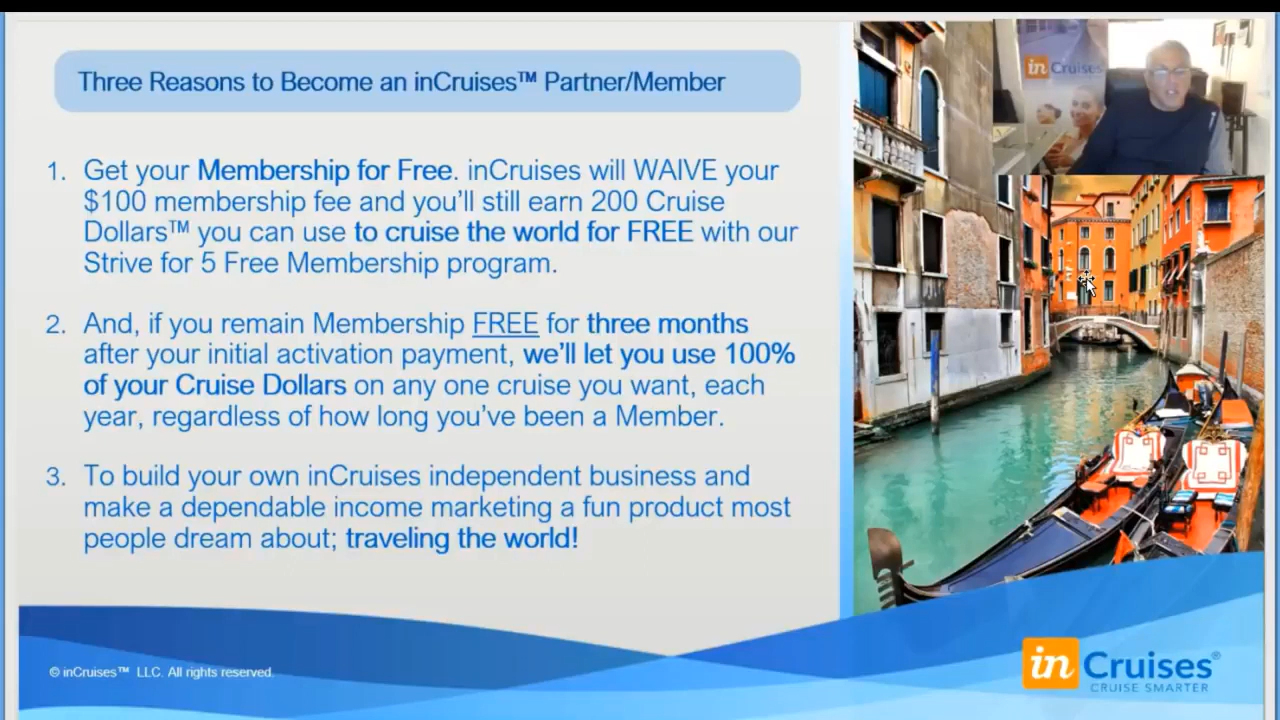 Three Reasons to Become an inCruises™ Partner/Member
in Cruises
1. Get your Membership for Free. inCruises will WAIVE your
$100 membership fee and you'll still earn 200 Cruise
Dollars™ you can use to cruise the world for FREE with our
Strive for 5 Free Membership program.
2. And, if you remain Membership FREE for three months
after your initial activation payment, we'll let you use 100%
of your Cruise Dollars on any one cruise you want, each
year, regardless of how long you've been a Member.
3. To build your own inCruises independent business and
make a dependable income marketing a fun product most
people dream about; traveling the world!
© inCruises™ LLC. All rights reserved.
in Cruises®
CRUISE SMARTER